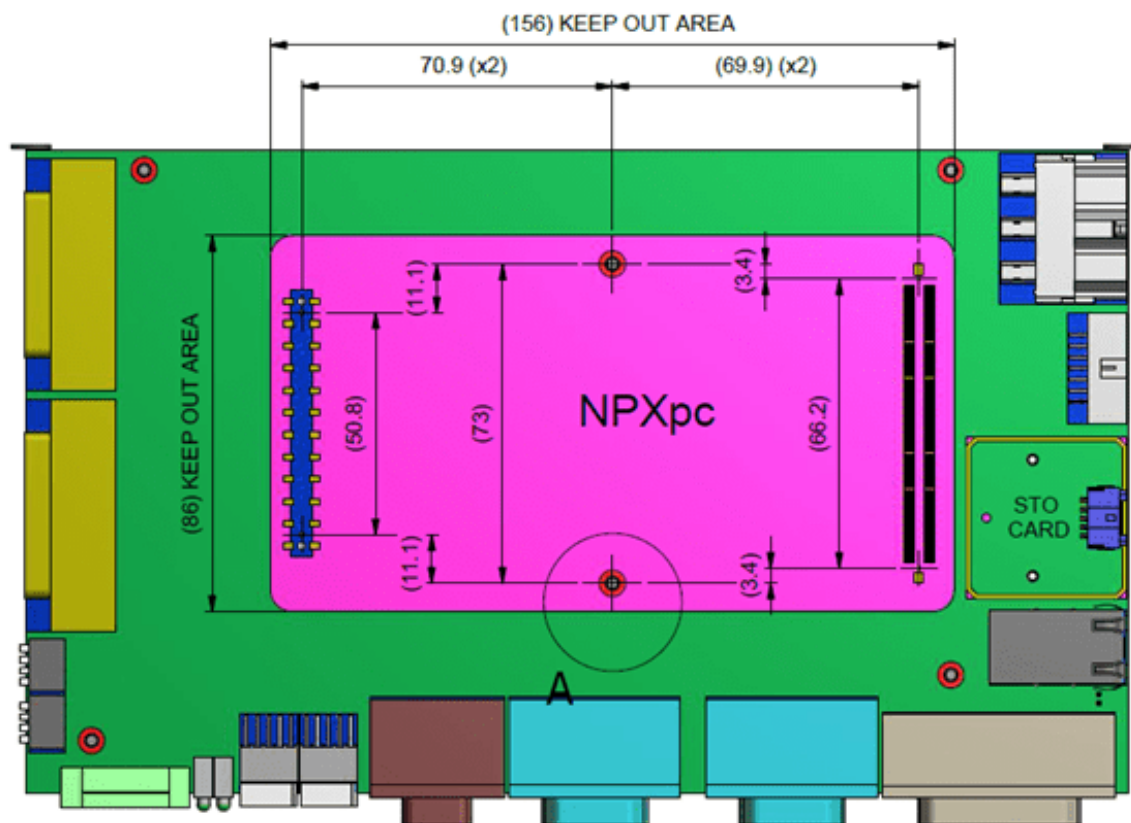 (156) KEEP OUT AREA
70.9 (x2)
(69.9) (x2)
(11.1)
(3.4)
(86) KEEP OUT AREA
(50.8)
(73)
NPXpc
(66.2)
STO
CARD
(11.1)
(3.4)
A